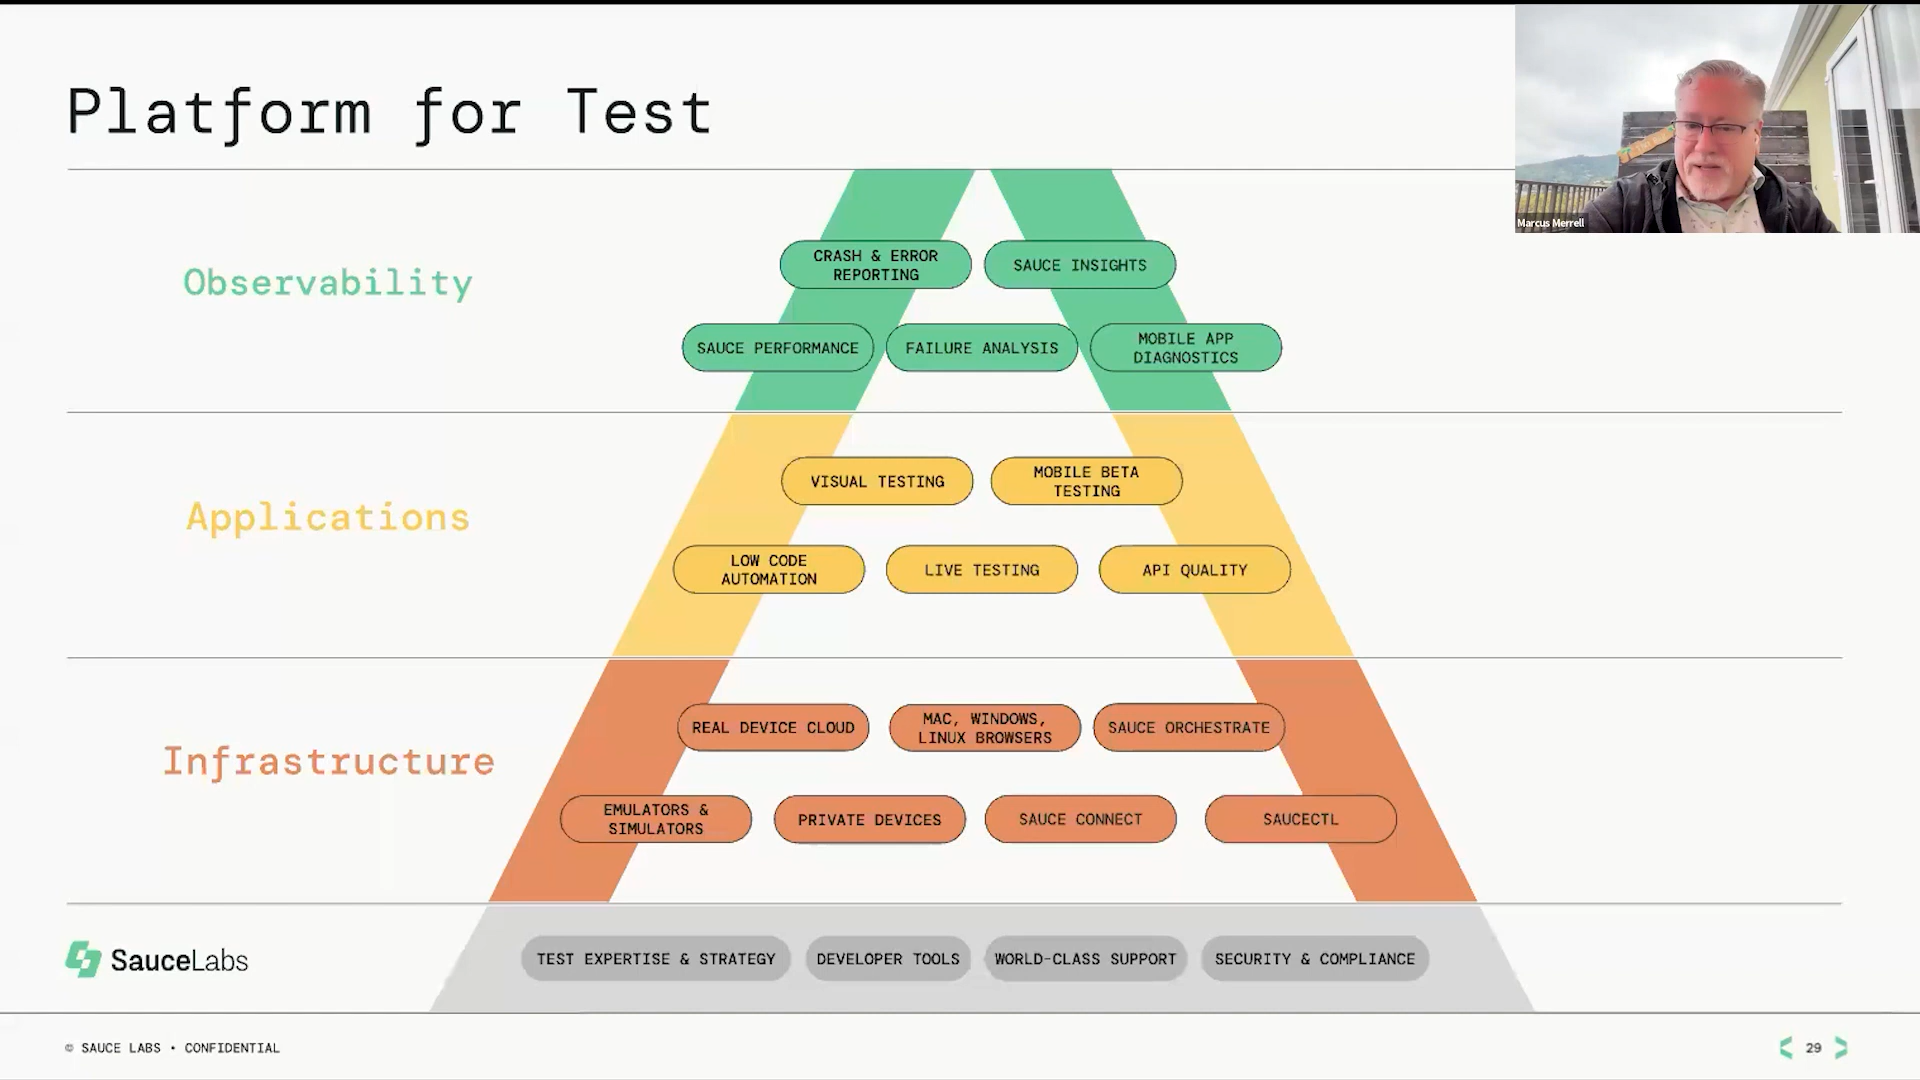 Platform for Test
Marcus Merrell
Observability
CRASH & ERROR
REPORTING
SAUCE INSIGHTS
SAUCE PERFORMANCE
FAILURE ANALYSIS
MOBILE APP
DIAGNOSTICS
Applications
VISUAL TESTING
MOBILE BETA
TESTING
LOW CODE
AUTOMATION
LIVE TESTING
API QUALITY
Infrastructure
REAL DEVICE CLOUD
MAC, WINDOWS,
LINUX BROWSERS
SAUCE ORCHESTRATE
EMULATORS &
SIMULATORS
PRIVATE DEVICES
SAUCE CONNECT
SAUCECTL
SauceLabs
TEST EXPERTISE & STRATEGY
DEVELOPER TOOLS
WORLD-CLASS SUPPORT
SECURITY & COMPLIANCE
© SAUCE LABS • CONFIDENTIAL
< 29 >